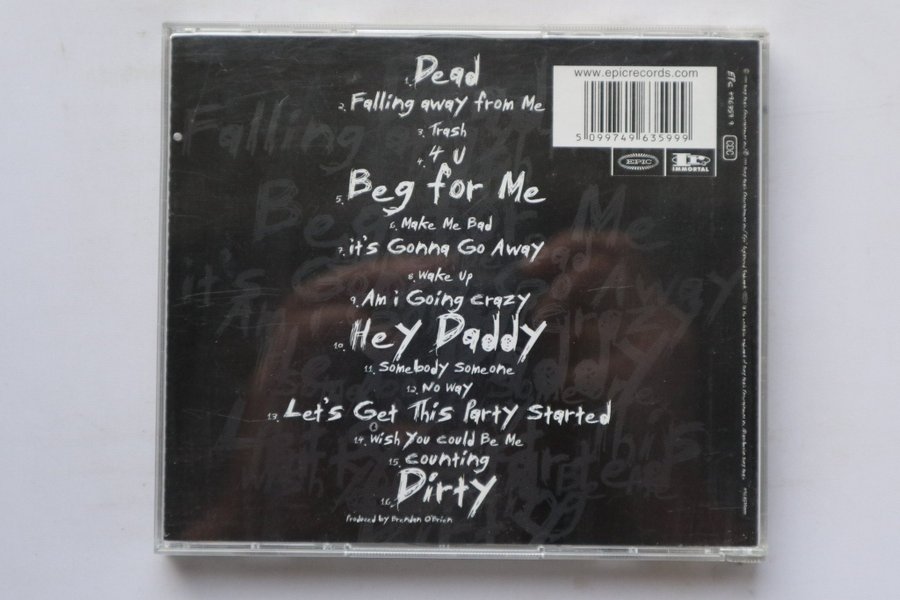 1. Dead
2. Falling away from Me
3. Trash
4. 4 U
5. Beg for Me
6. Make Me Bad
7. it's Gonna Go Away
8. Wake Up
9. Am i Going crazy
10. Hey Daddy
11. Somebody Someone
12. No Way
13. Let's Get This Party Started
14. Wish You could Be Me
15. counting
16. Dirty
Produced by Brendan O'Brien
www.epicrecords.com
5 099749 635999
EPIC
IMMORTAL
EPC 496359 9